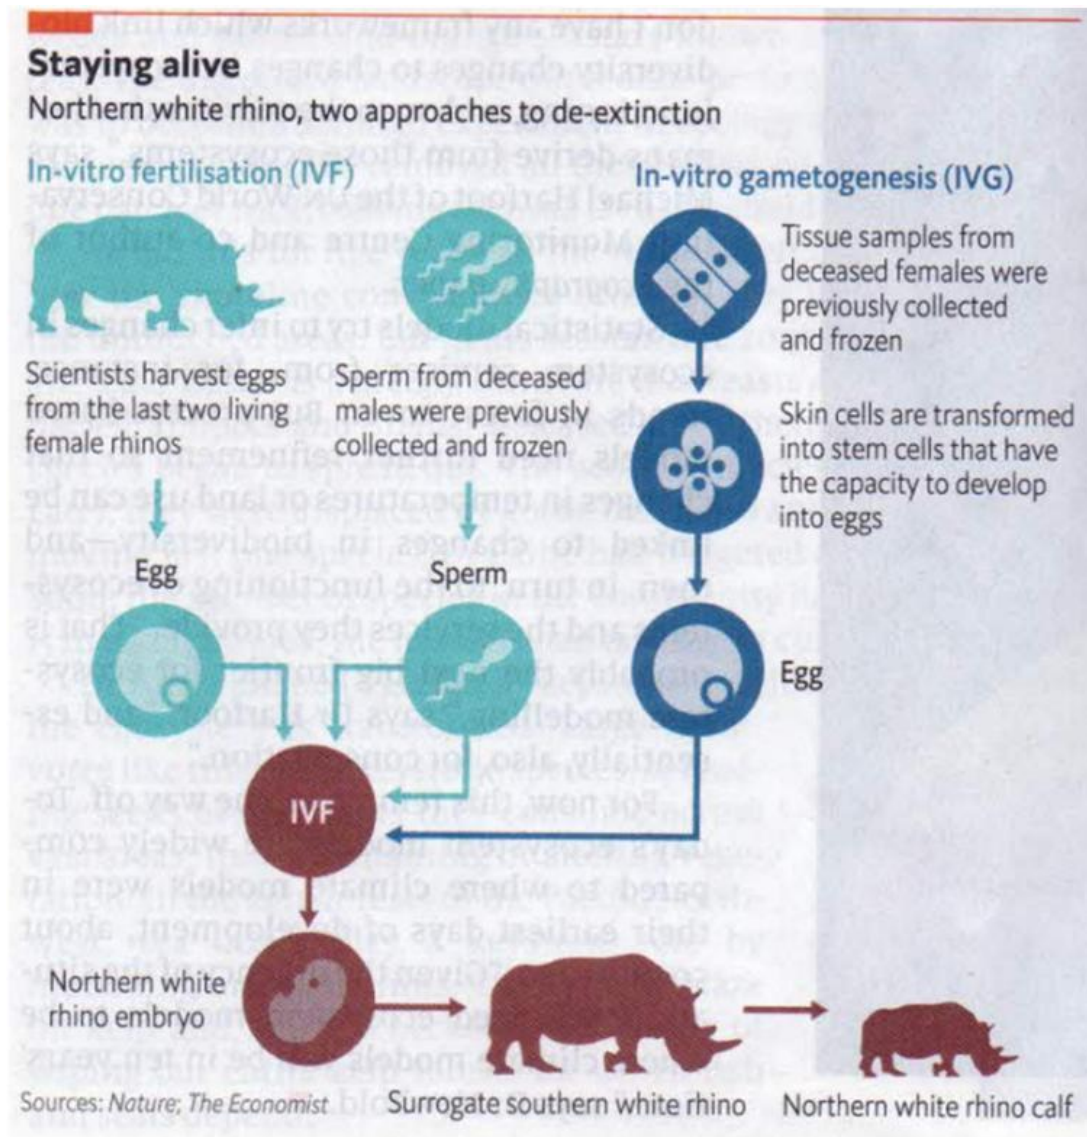 Staying alive
Northern white rhino, two approaches to de-extinction
In-vitro fertilisation (IVF)
In-vitro gametogenesis (IVG)
Scientists harvest eggs
from the last two living
female rhinos
Sperm from deceased
males were previously
collected and frozen
Tissue samples from
deceased females were
previously collected
and frozen
Skin cells are transformed
into stem cells that have
the capacity to develop
into eggs
Egg
Sperm
Egg
IVF
Northern white
rhino embryo
Surrogate southern white rhino
Northern white rhino calf
Sources: Nature; The Economist